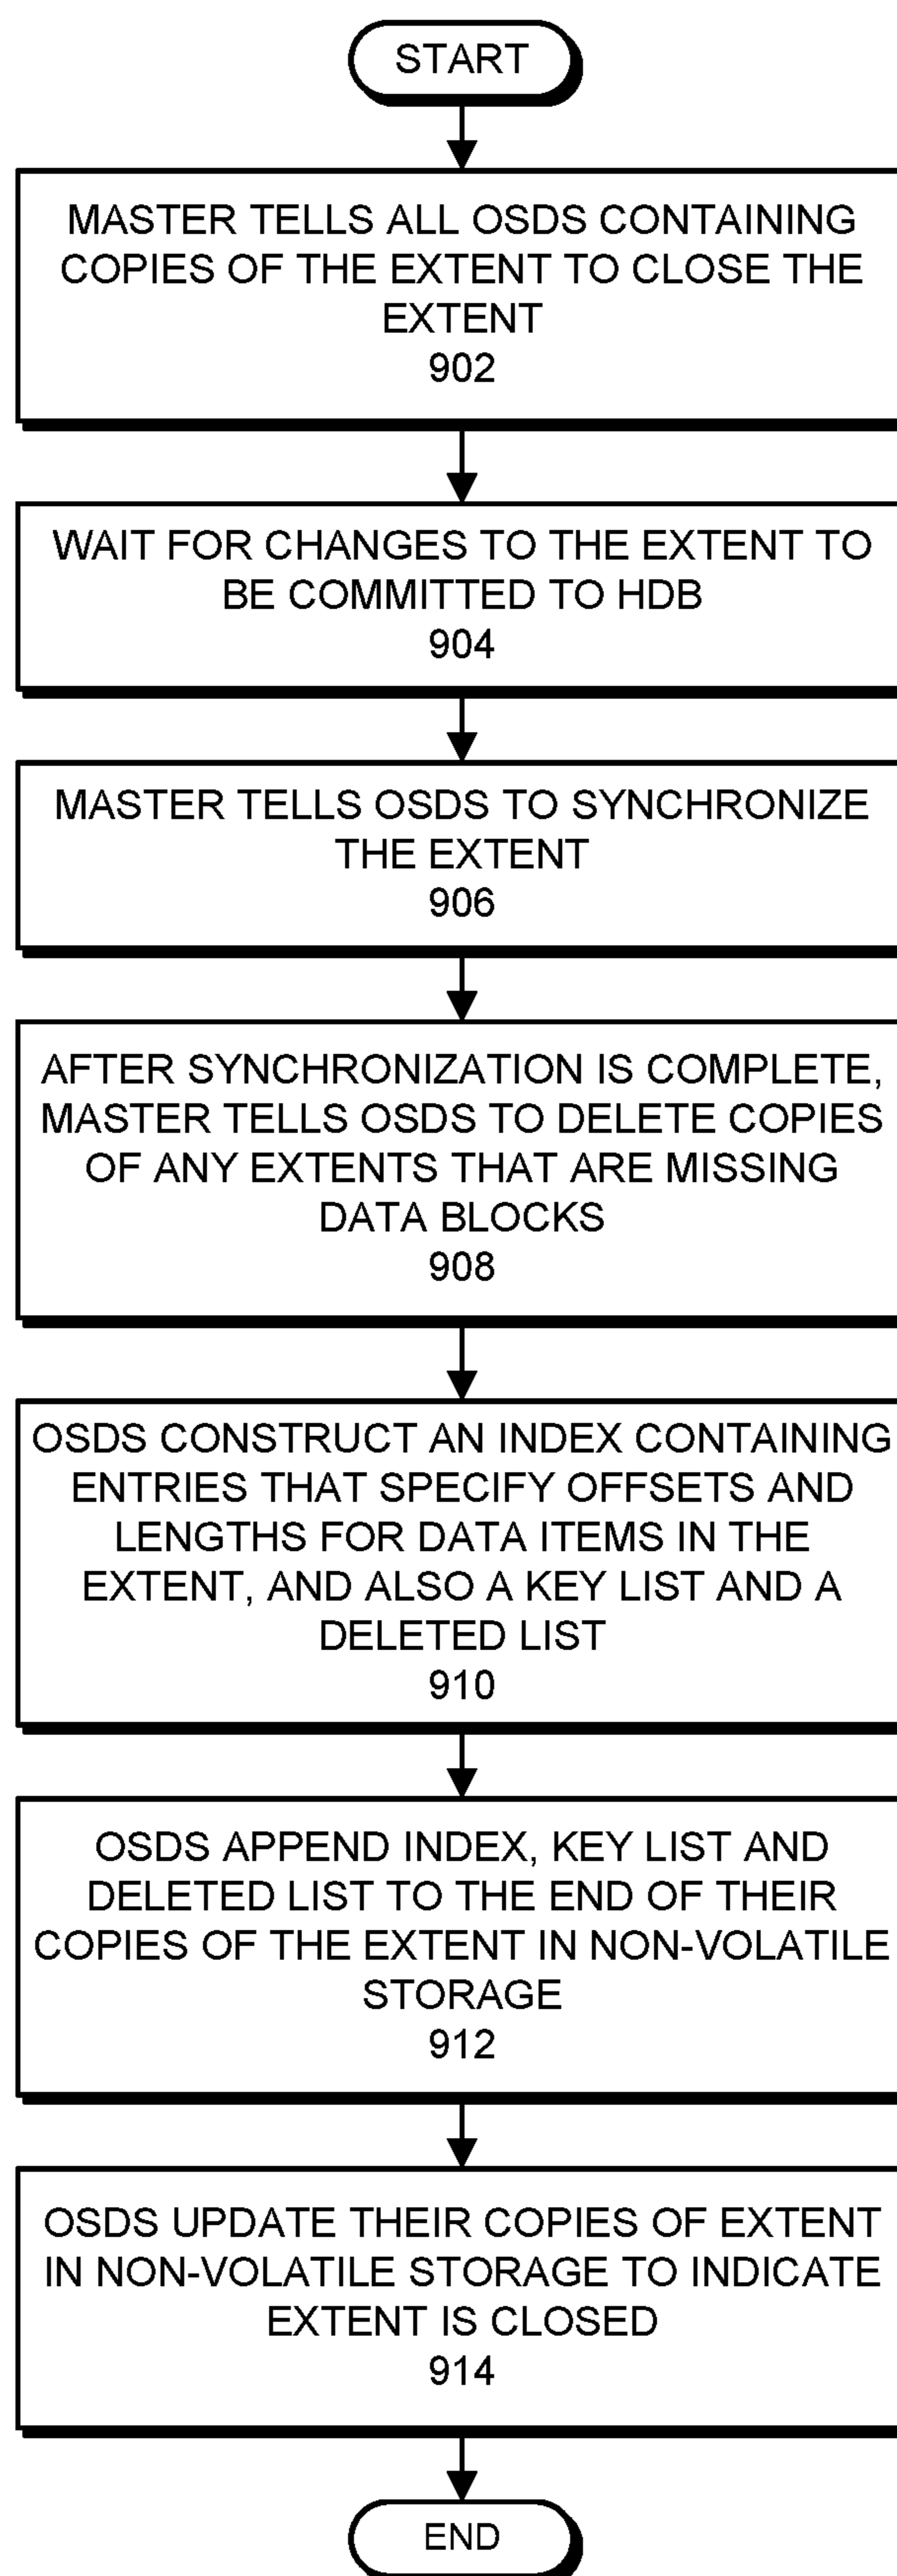 START
MASTER TELLS ALL OSDS CONTAINING
COPIES OF THE EXTENT TO CLOSE THE
EXTENT
902
WAIT FOR CHANGES TO THE EXTENT TO
BE COMMITTED TO HDB
904
MASTER TELLS OSDS TO SYNCHRONIZE
THE EXTENT
906
AFTER SYNCHRONIZATION IS COMPLETE,
MASTER TELLS OSDS TO DELETE COPIES
OF ANY EXTENTS THAT ARE MISSING
DATA BLOCKS
908
OSDS CONSTRUCT AN INDEX CONTAINING
ENTRIES THAT SPECIFY OFFSETS AND
LENGTHS FOR DATA ITEMS IN THE
EXTENT, AND ALSO A KEY LIST AND A
DELETED LIST
910
OSDS APPEND INDEX, KEY LIST AND
DELETED LIST TO THE END OF THEIR
COPIES OF THE EXTENT IN NON-VOLATILE
STORAGE
912
OSDS UPDATE THEIR COPIES OF EXTENT
IN NON-VOLATILE STORAGE TO INDICATE
EXTENT IS CLOSED
914
END